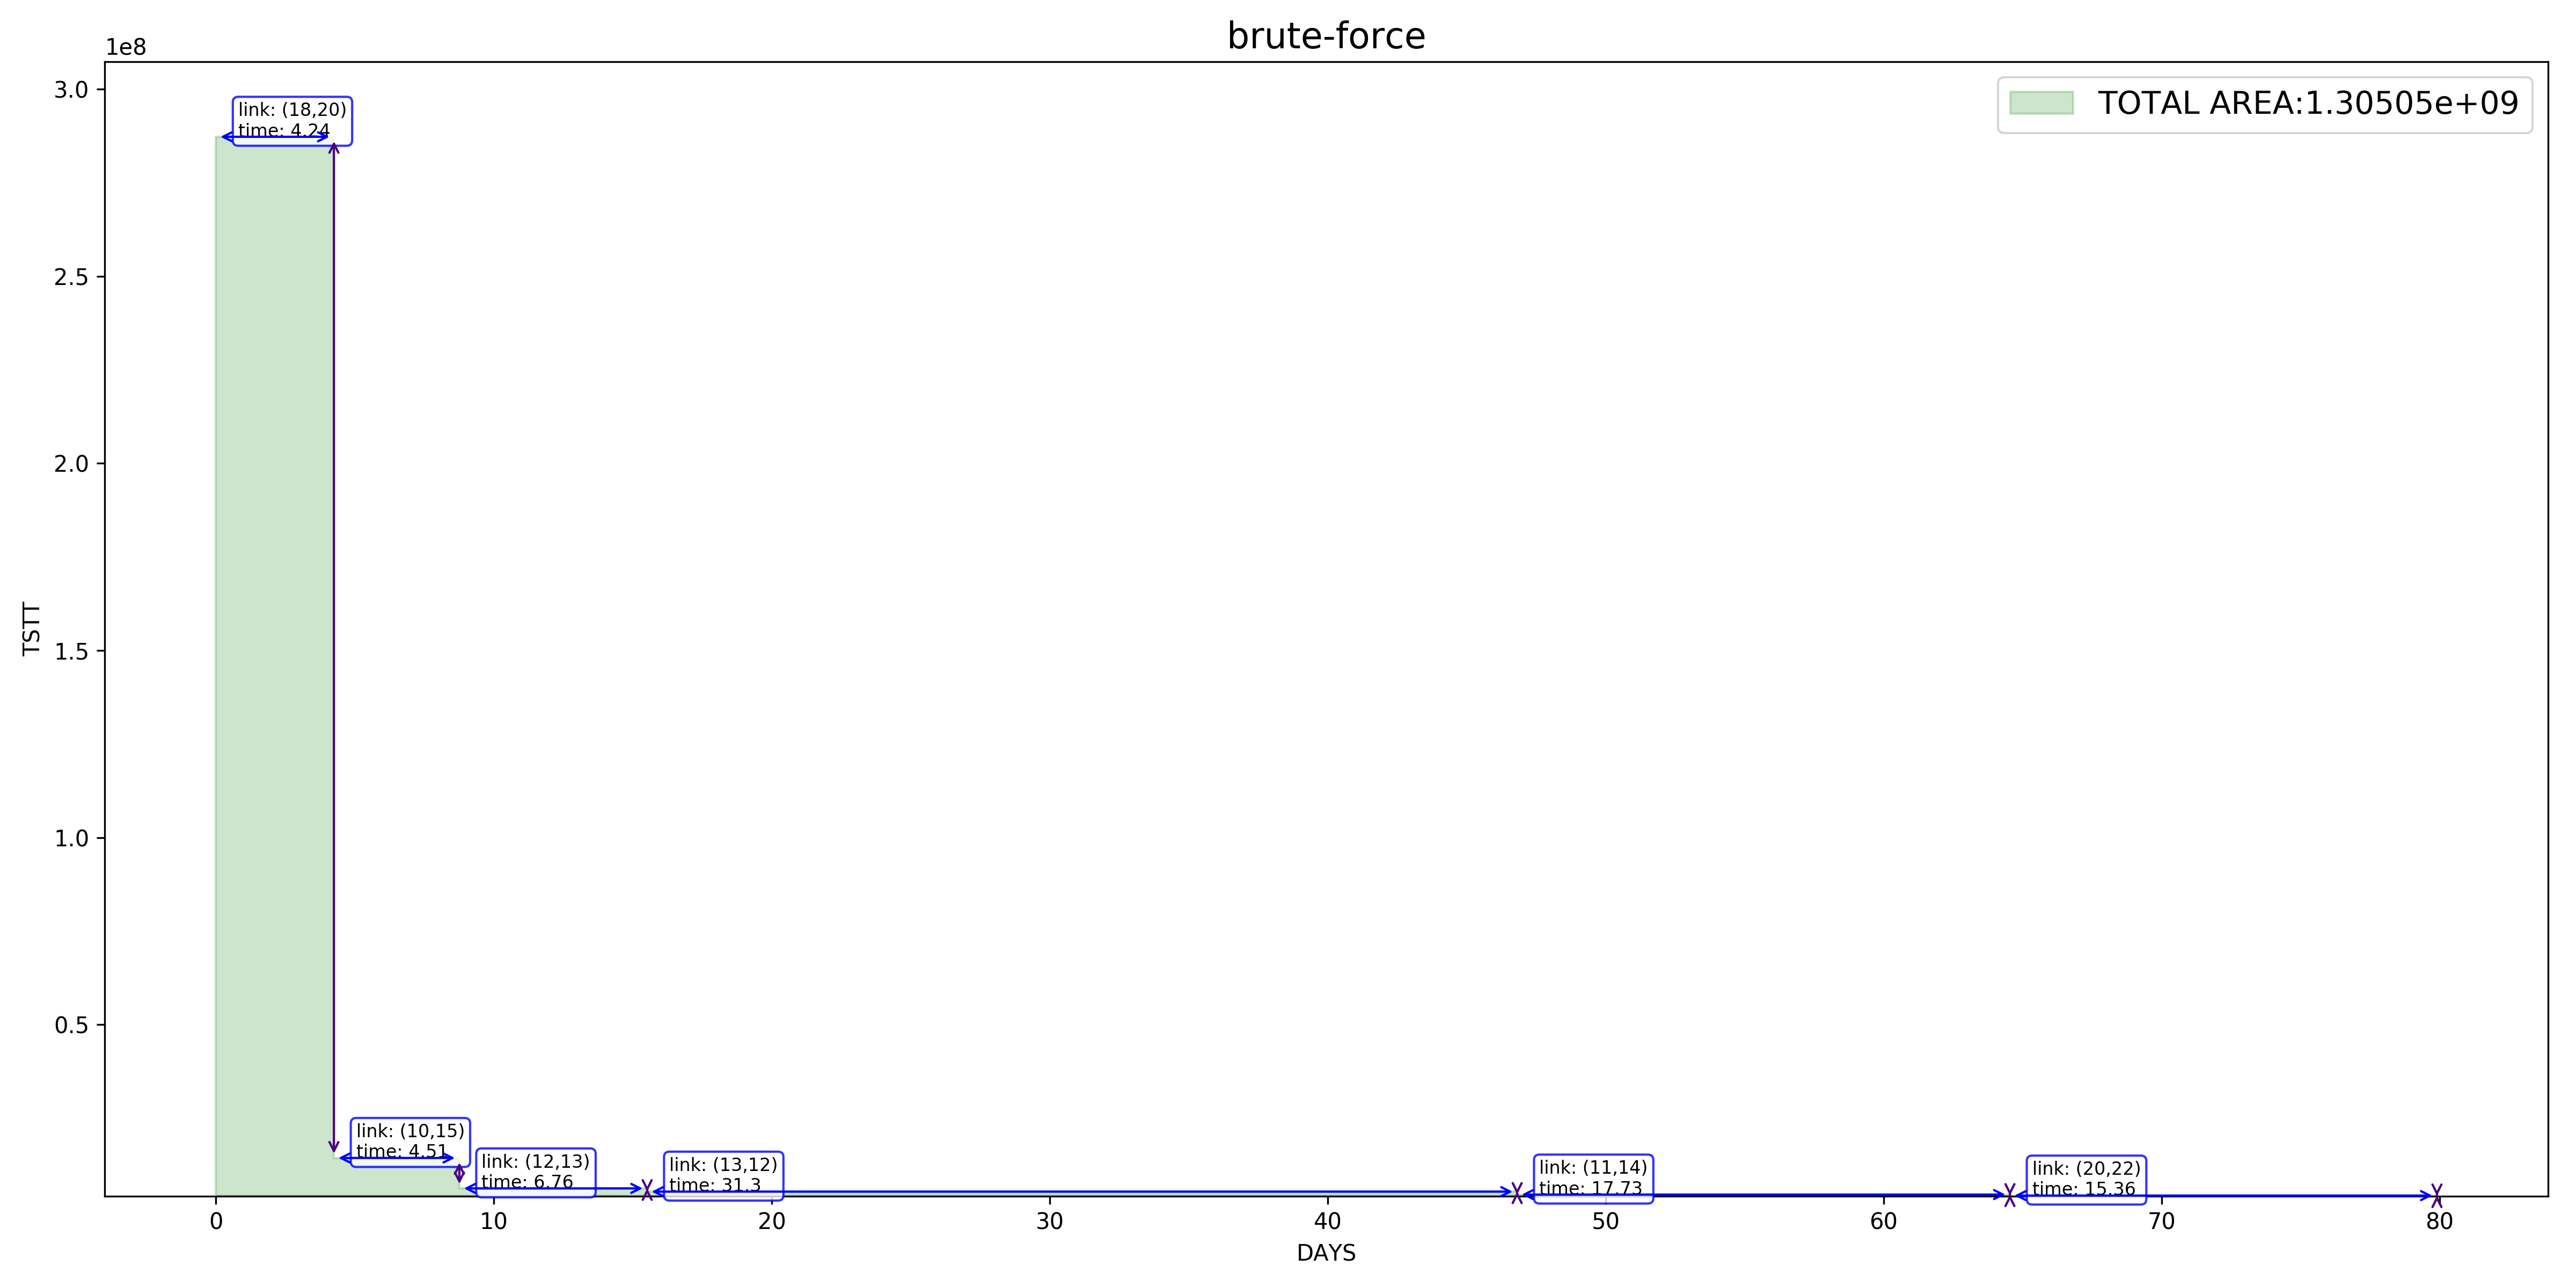 brute-force
1e8
3.0
2.5
2.0
1.5
1.0
0.5
TSTT
TOTAL AREA:1.30505e+09
link: (18,20)
time: 4.24
link: (10,15)
time: 4.51
link: (12,13)
time: 6.76
link: (13,12)
time: 31.3
link: (11,14)
time: 17.73
link: (20,22)
time: 15.36
0 10 20 30 40 50 60 70 80
DAYS